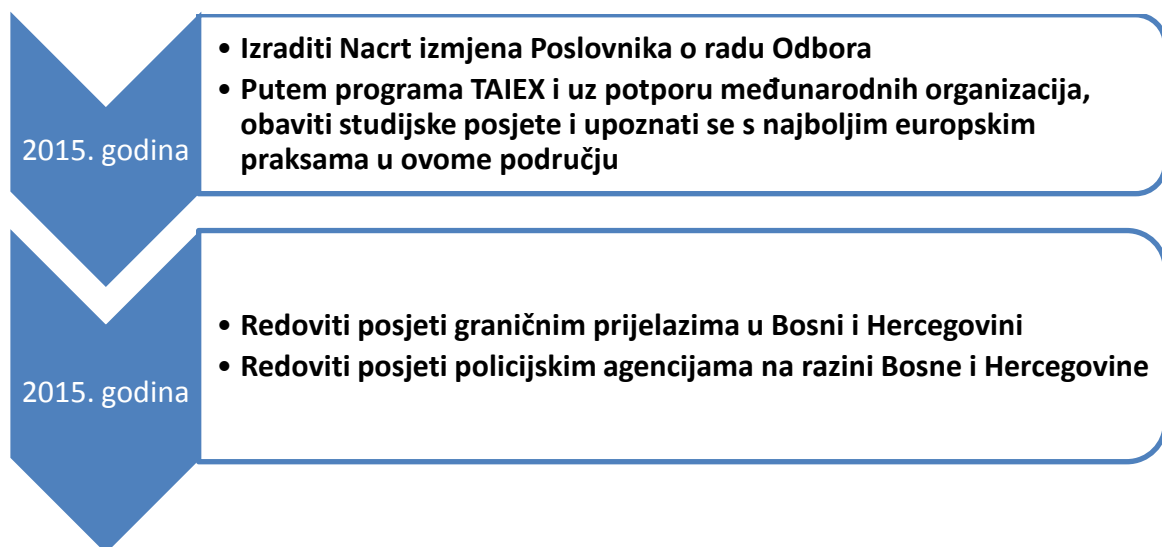 2015. godina
• Izraditi Nacrt izmjena Poslovnika o radu Odbora
• Putem programa TAIEX i uz potporu međunarodnih organizacija,
obaviti studijske posjete i upoznati se s najboljim europskim
praksama u ovome području
2015. godina
• Redoviti posjeti graničnim prijelazima u Bosni i Hercegovini
• Redoviti posjeti policijskim agencijama na razini Bosne i Hercegovine